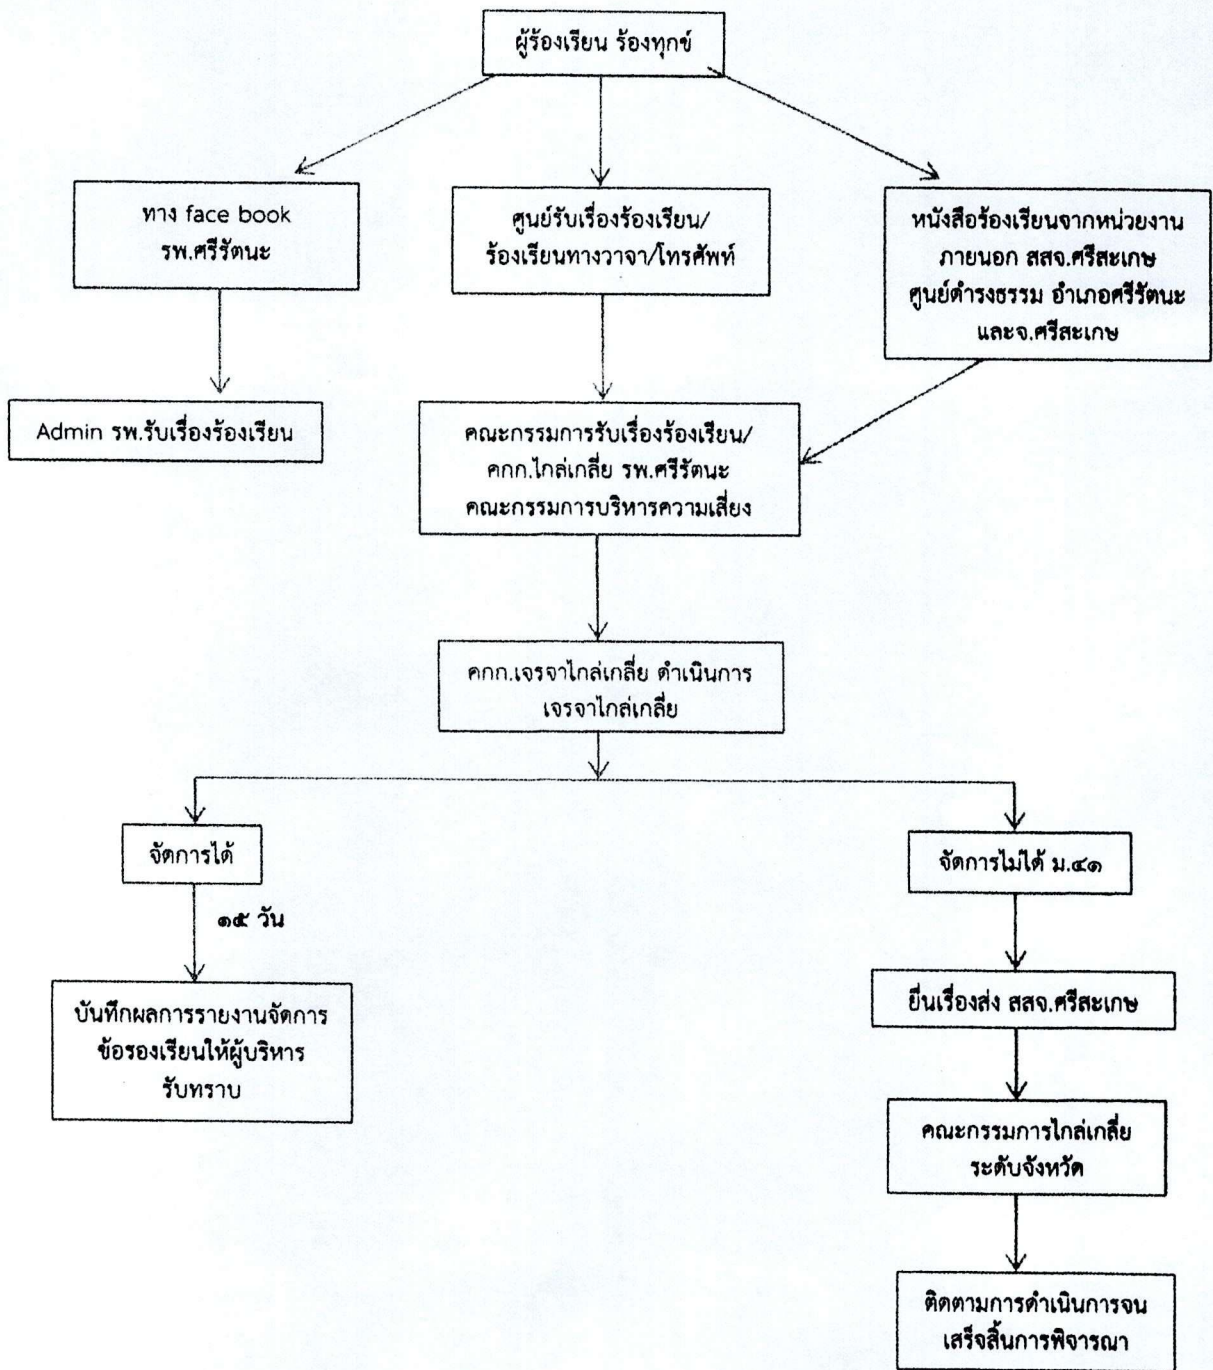 ผู้ร้องเรียน ร้องทุกข์
ทาง face book
รพ.ศรีรัตนะ
ศูนย์รับเรื่องร้องเรียน/
ร้องเรียนทางวาจา/โทรศัพท์
หนังสือร้องเรียนจากหน่วยงาน
ภายนอก สสจ.ศรีสะเกษ
ศูนย์ดำรงธรรม อำเภอศรีรัตนะ
และจ.ศรีสะเกษ
Admin รพ.รับเรื่องร้องเรียน
คณะกรรมการรับเรื่องร้องเรียน/
คกก.ไกล่เกลี่ย รพ.ศรีรัตนะ
คณะกรรมการบริหารความเสี่ยง
คกก.เจรจาไกล่เกลี่ย ดำเนินการ
เจรจาไกล่เกลี่ย
จัดการได้
๑๕ วัน
บันทึกผลการรายงานจัดการ
ข้อรองเรียนให้ผู้บริหาร
รับทราบ
จัดการไม่ได้ ม.๔๑
ยื่นเรื่องส่ง สสจ.ศรีสะเกษ
คณะกรรมการไกล่เกลี่ย
ระดับจังหวัด
ติดตามการดำเนินการจน
เสร็จสิ้นการพิจารณา